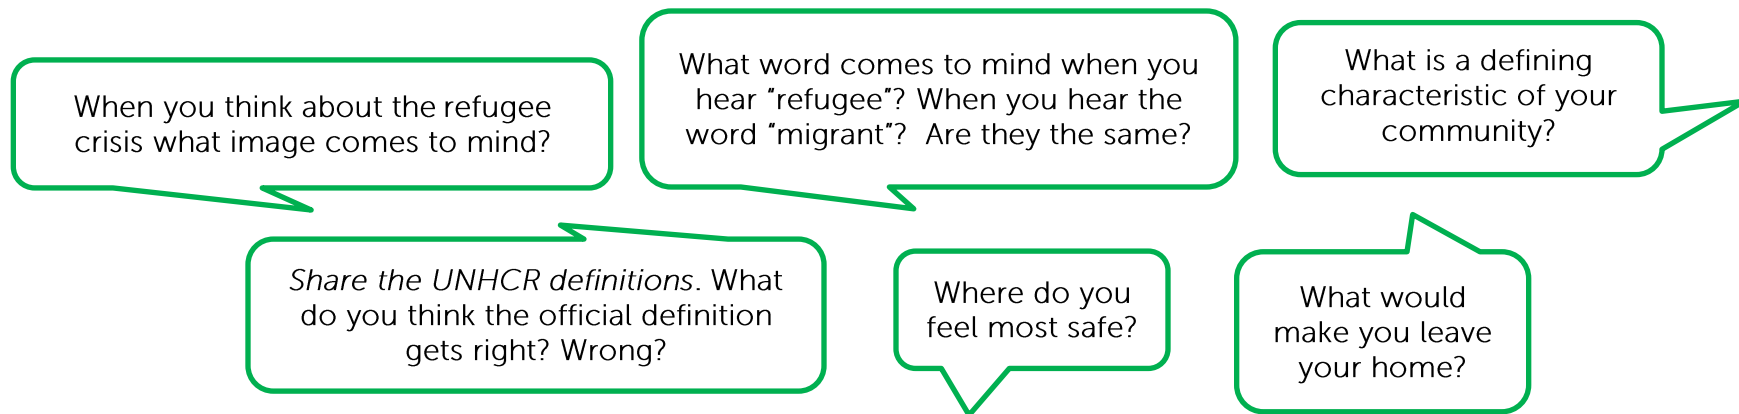 When you think about the refugee
crisis what image comes to mind?
What word comes to mind when you
hear “refugee”? When you hear the
word “migrant”?  Are they the same?
What is a defining
characteristic of your
community?
Share the UNHCR definitions. What
do you think the official definition
gets right? Wrong?
Where do you
feel most safe?
What would
make you leave
your home?